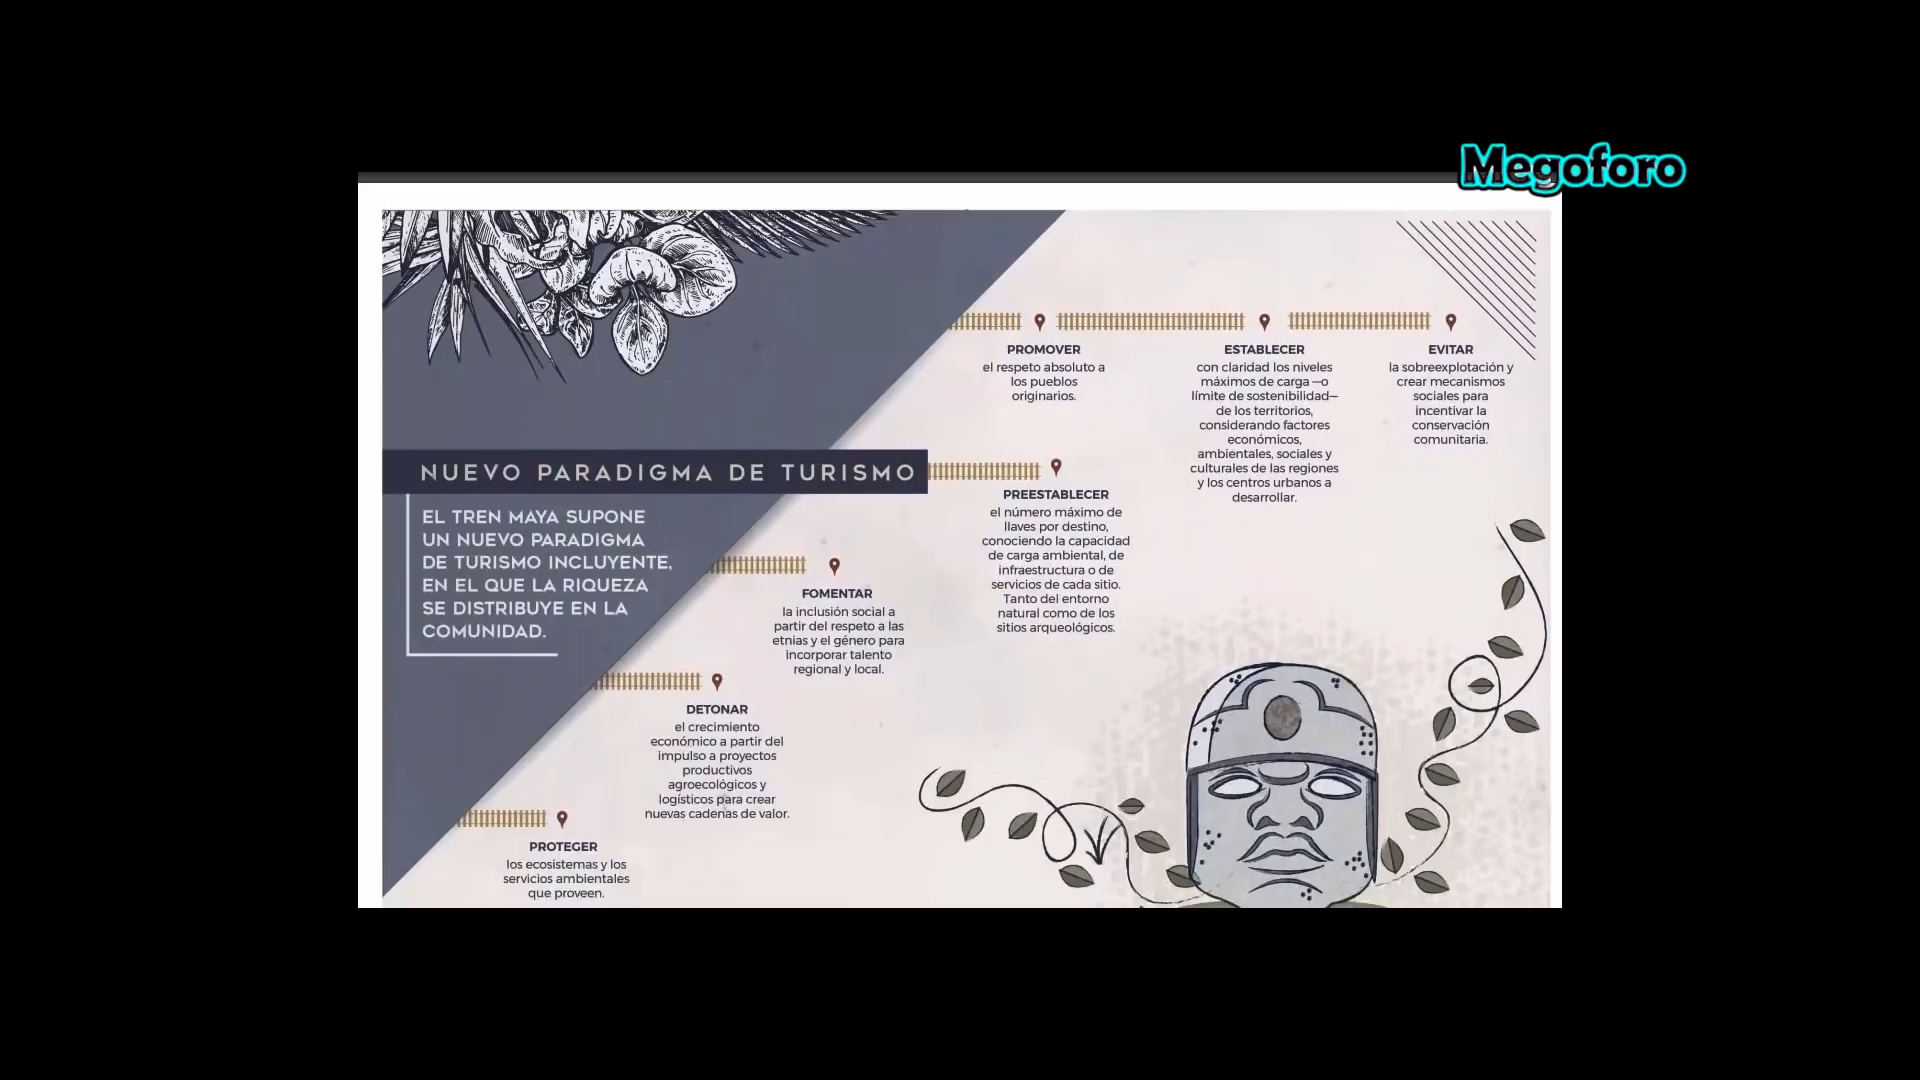 Megoforo
NUEVO PARADIGMA DE TURISMO
EL TREN MAYA SUPONE
UN NUEVO PARADIGMA
DE TURISMO INCLUYENTE,
EN EL QUE LA RIQUEZA
SE DISTRIBUYE EN LA
COMUNIDAD.
PROMOVER
el respeto absoluto a
los pueblos
originarios.
ESTABLECER
con claridad los niveles
máximos de carga —o
límite de sostenibilidad—
de los territorios,
considerando factores
económicos,
ambientales, sociales y
culturales de las regiones
y los centros urbanos a
desarrollar.
EVITAR
la sobreexplotación y
crear mecanismos
sociales para
incentivar la
conservación
comunitaria.
PREESTABLECER
el número máximo de
llaves por destino,
conociendo la capacidad
de carga ambiental, de
infraestructura o de
servicios de cada sitio.
Tanto del entorno
natural como de los
sitios arqueológicos.
FOMENTAR
la inclusión social a
partir del respeto a las
etnias y el género para
incorporar talento
regional y local.
DETONAR
el crecimiento
económico a partir del
impulso a proyectos
productivos
agroecológicos y
logísticos para crear
nuevas cadenas de valor.
PROTEGER
los ecosistemas y los
servicios ambientales
que proveen.